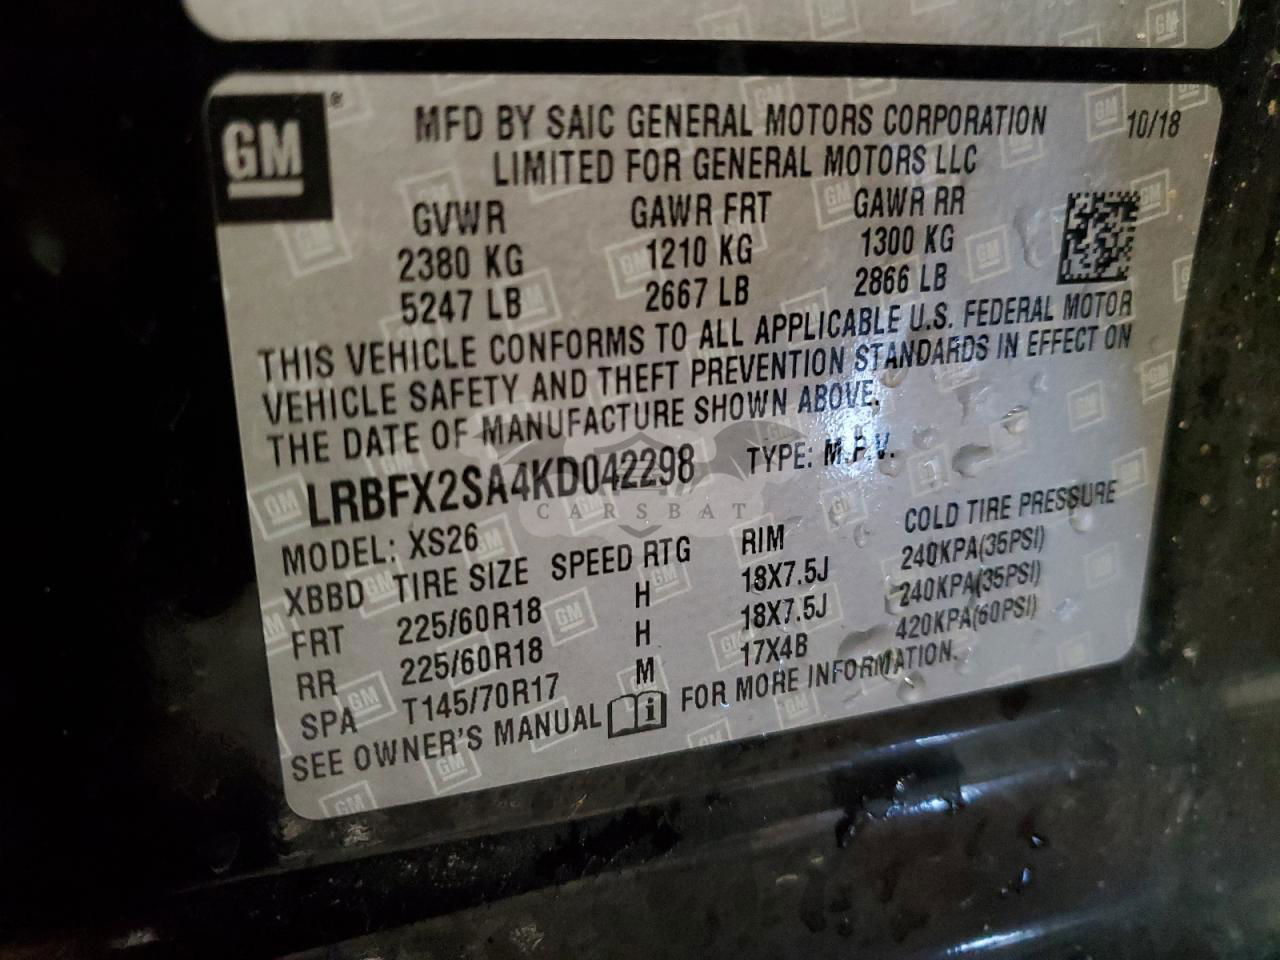 GM ®
MFD BY SAIC GENERAL MOTORS CORPORATION 10/18
LIMITED FOR GENERAL MOTORS LLC
GVWR GAWR FRT GAWR RR
2380 KG 1210 KG 1300 KG
5247 LB 2667 LB 2866 LB
THIS VEHICLE CONFORMS TO ALL APPLICABLE U.S. FEDERAL MOTOR
VEHICLE SAFETY AND THEFT PREVENTION STANDARDS IN EFFECT ON
THE DATE OF MANUFACTURE SHOWN ABOVE.
LRBFX2SA4KD042298 TYPE: M.P.V.
CARSBAT
MODEL: XS26
XBBD TIRE SIZE SPEED RTG RIM COLD TIRE PRESSURE
FRT 225/60R18 H 18X7.5J 240KPA(35PSI)
RR 225/60R18 H 18X7.5J 240KPA(35PSI)
SPA T145/70R17 M 17X4B 420KPA(60PSI)
SEE OWNER'S MANUAL FOR MORE INFORMATION.